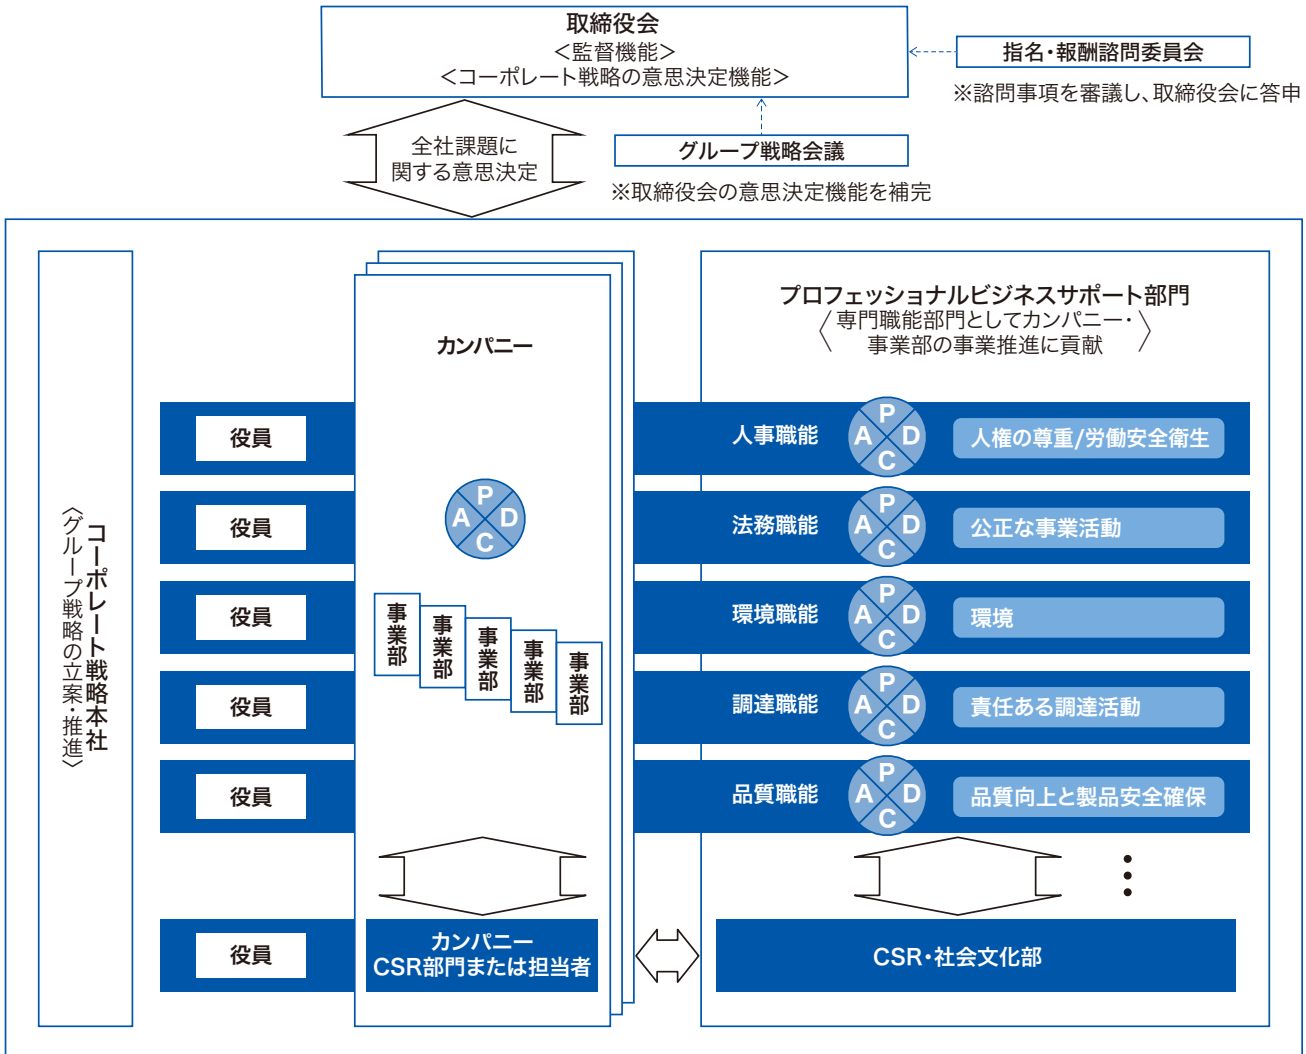 取締役会
＜監督機能＞
＜コーポレート戦略の意思決定機能＞
指名・報酬諮問委員会
※諮問事項を審議し、取締役会に答申
全社課題に
関する意思決定
グループ戦略会議
※取締役会の意思決定機能を補完
コーポレート戦略本社
〈グループ戦略の立案・推進〉
カンパニー
プロフェッショナルビジネスサポート部門
〈専門職能部門としてカンパニー・
事業部の事業推進に貢献〉
役員
人事職能
P
A D
C
人権の尊重/労働安全衛生
役員
P
A D
C
法務職能
P
A D
C
公正な事業活動
役員
事業部
事業部
事業部
事業部
事業部
環境職能
P
A D
C
環境
役員
調達職能
P
A D
C
責任ある調達活動
役員
品質職能
P
A D
C
品質向上と製品安全確保
役員
カンパニー
CSR部門または担当者
CSR・社会文化部